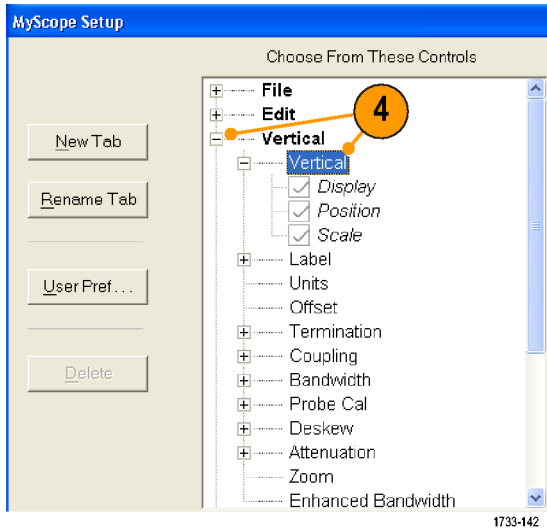 MyScope Setup
Choose From These Controls
File
Edit
4
Vertical
New Tab
Vertical
Display
Rename Tab
Position
Scale
Label
User Pref...
Units
Offset
Termination
Coupling
Delete
Bandwidth
Probe Cal
Deskew
Attenuation
Zoom
Enhanced Bandwidth
1733-142